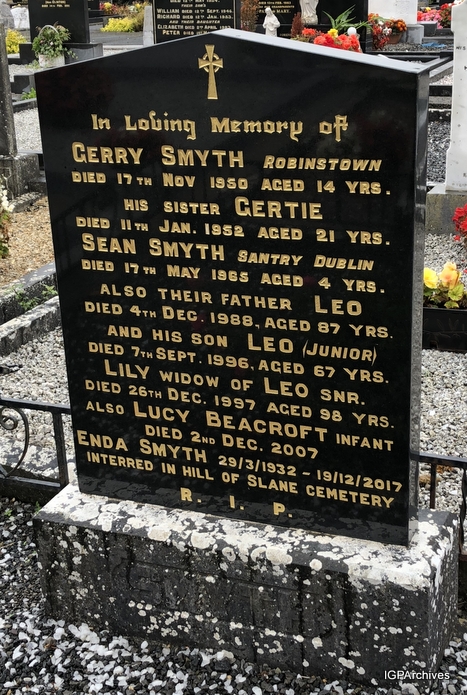 In Loving Memory of
GERRY SMYTH ROBINSTOWN
DIED 17TH NOV 1950 AGED 14 YRS.
HIS SISTER GERTIE
DIED 11TH JAN. 1952 AGED 21 YRS.
SEAN SMYTH SANTRY DUBLIN
DIED 17TH MAY 1965 AGED 4 YRS.
ALSO THEIR FATHER LEO
DIED 4TH DEC. 1988, AGED 87 YRS.
AND HIS SON LEO (JUNIOR)
DIED 7TH SEPT. 1996, AGED 67 YRS.
LILY WIDOW OF LEO SNR.
DIED 26TH DEC. 1997 AGED 98 YRS.
ALSO LUCY BEACROFT INFANT
DIED 2ND DEC. 2007
ENDA SMYTH 29/3/1932 - 19/12/2017
INTERRED IN HILL OF SLANE CEMETERY
R. I. P.
IGPArchives